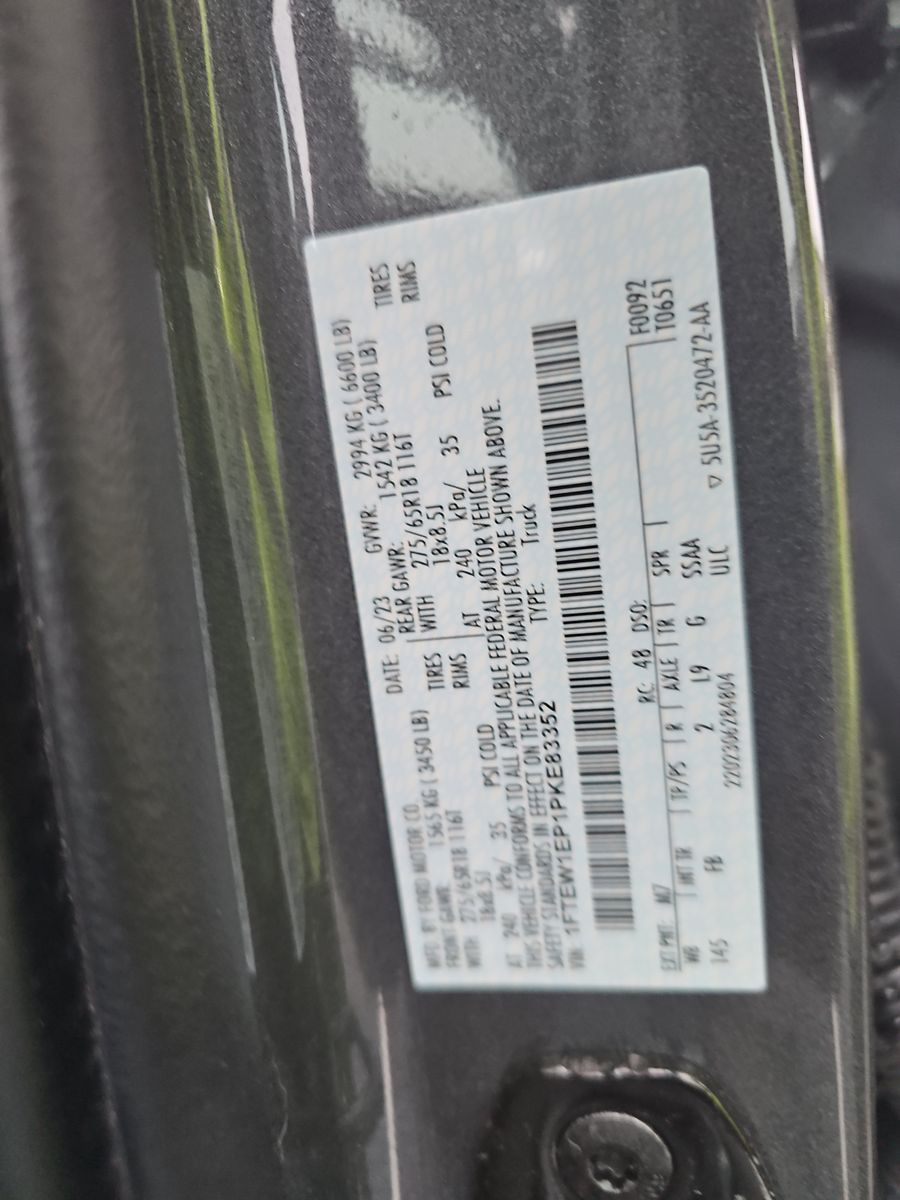 MFD. BY FORD MOTOR CO. DATE: 06/23 GVWR: 2994 KG ( 6600 LB)
FRONT GAWR: 1565 KG ( 3450 LB) REAR GAWR: 1542 KG ( 3400 LB)
WITH 275/65R18 116T TIRES WITH 275/65R18 116T TIRES
18x8.5J RIMS 18x8.5J RIMS
AT 240 kPa/ 35 PSI COLD AT 240 kPa/ 35 PSI COLD
THIS VEHICLE CONFORMS TO ALL APPLICABLE FEDERAL MOTOR VEHICLE
SAFETY STANDARDS IN EFFECT ON THE DATE OF MANUFACTURE SHOWN ABOVE.
VIN: 1FTEW1EP1PKE83352 TYPE: Truck
EXT PNT: M7 RC: 48 DSO: F0092
WB INT TR TP/PS R AXLE TR SPR T0651
145 FB 2 L9 G SSAA
2202306284804 ULC ▽ 5U5A-3520472-AA